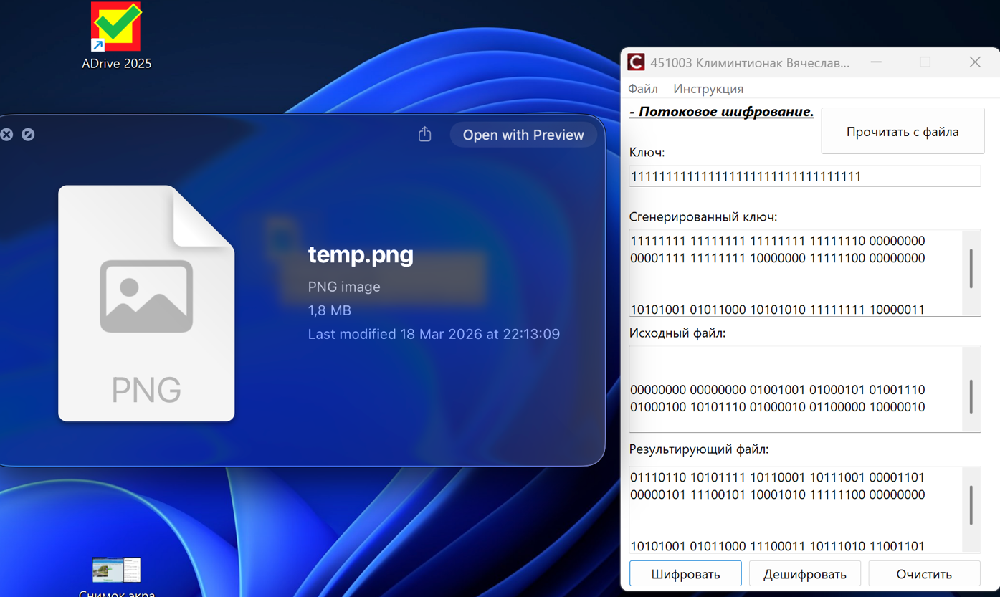 ADrive 2025
Open with Preview
temp.png
PNG image
1,8 MB
Last modified 18 Mar 2026 at 22:13:09
PNG
451003 Климинтионак Вячеслав...
Файл Инструкция
- Потоковое шифрование.
Прочитать с файла
Ключ:
111111111111111111111111111111111
Сгенерированный ключ:
11111111 11111111 11111111 11111110 00000000
00001111 11111111 10000000 11111100 00000000
10101001 01011000 10101010 11111111 10000011
Исходный файл:
00000000 00000000 01001001 01000101 01001110
01000100 10101110 01000010 01100000 10000010
Результирующий файл:
01110110 10101111 10110001 10111001 00001101
00000101 11100101 10001010 11111100 00000000
10101001 01011000 11100011 10111010 11001101
Шифровать
Дешифровать
Очистить
Снимок экра